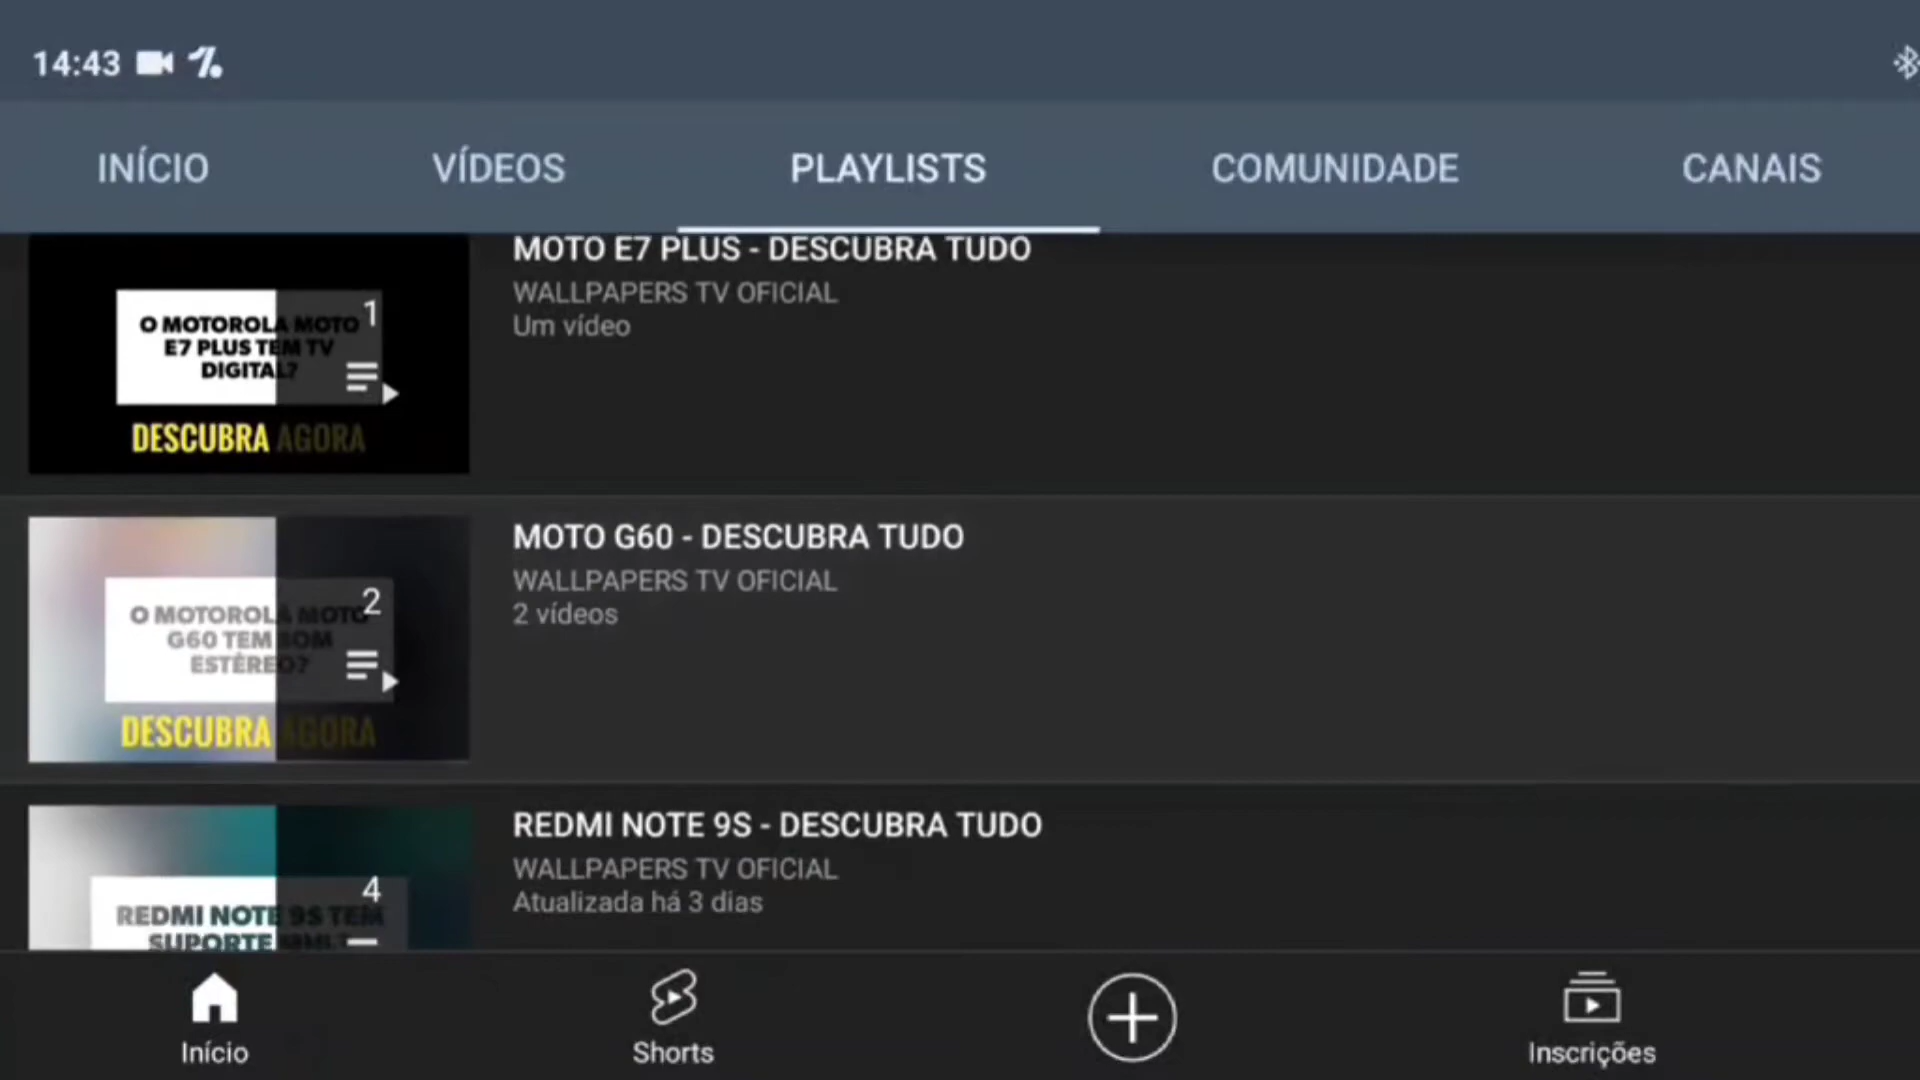 14:43
INÍCIO VÍDEOS PLAYLISTS COMUNIDADE CANAIS
MOTO E7 PLUS - DESCUBRA TUDO
WALLPAPERS TV OFICIAL
Um vídeo
1
O MOTOROLA MOTO
E7 PLUS TEM TV
DIGITAL?
DESCUBRA AGORA
MOTO G60 - DESCUBRA TUDO
WALLPAPERS TV OFICIAL
2 vídeos
2
O MOTOROLA MOTO
G60 TEM SOM
ESTÉREO?
DESCUBRA AGORA
REDMI NOTE 9S - DESCUBRA TUDO
WALLPAPERS TV OFICIAL
Atualizada há 3 dias
4
REDMI NOTE 9S TEM
SUPORTE
Início Shorts Inscrições